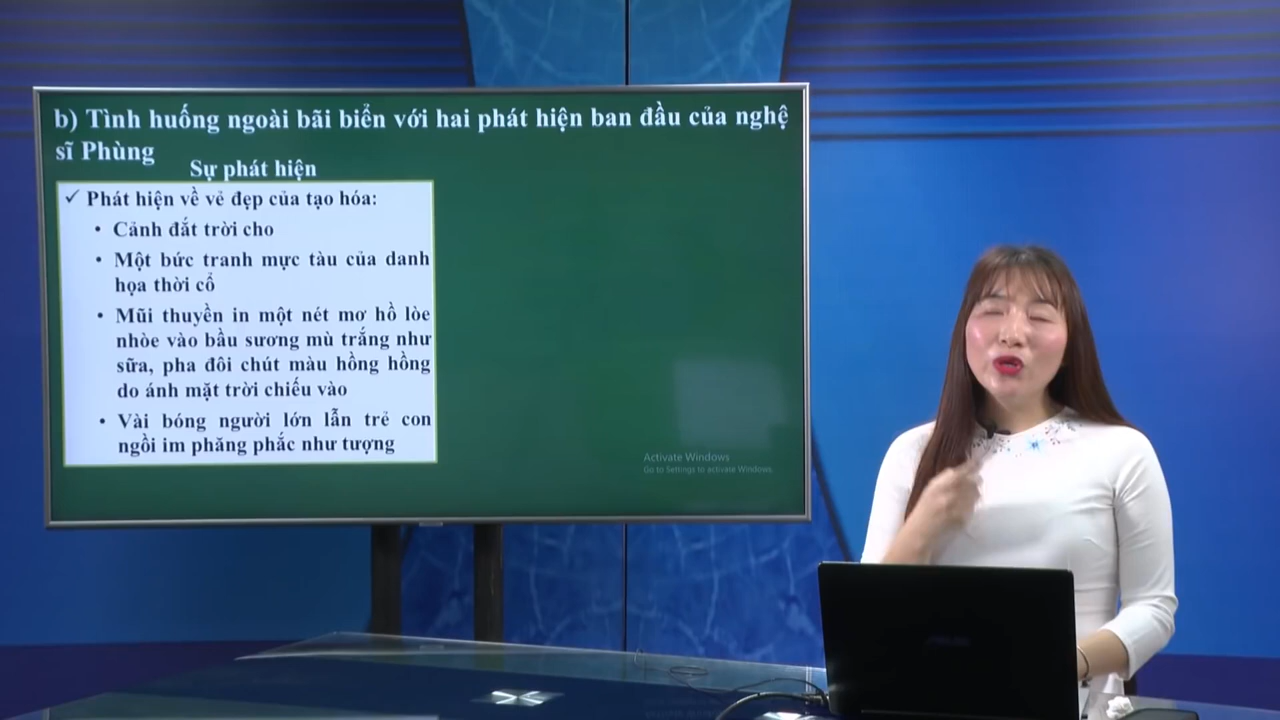 b) Tình huống ngoài bãi biển với hai phát hiện ban đầu của nghệ
sĩ Phùng
Sự phát hiện
✓ Phát hiện về vẻ đẹp của tạo hóa:
• Cảnh đắt trời cho
• Một bức tranh mực tàu của danh
họa thời cổ
• Mũi thuyền in một nét mơ hồ lòe
nhòe vào bầu sương mù trắng như
sữa, pha đôi chút màu hồng hồng
do ánh mặt trời chiếu vào
• Vài bóng người lớn lẫn trẻ con
ngồi im phăng phắc như tượng
Activate Windows
Go to Settings to activate Windows.